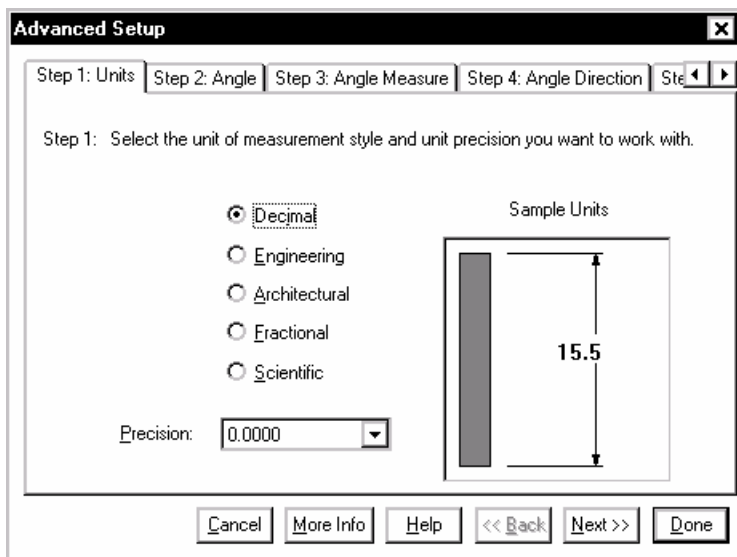 Advanced Setup
Step 1: Units Step 2: Angle Step 3: Angle Measure Step 4: Angle Direction Ste
Step 1: Select the unit of measurement style and unit precision you want to work with.
Decimal
Engineering
Architectural
Fractional
Scientific
Sample Units
15.5
Precision: 0.0000
Cancel More Info Help << Back Next >> Done